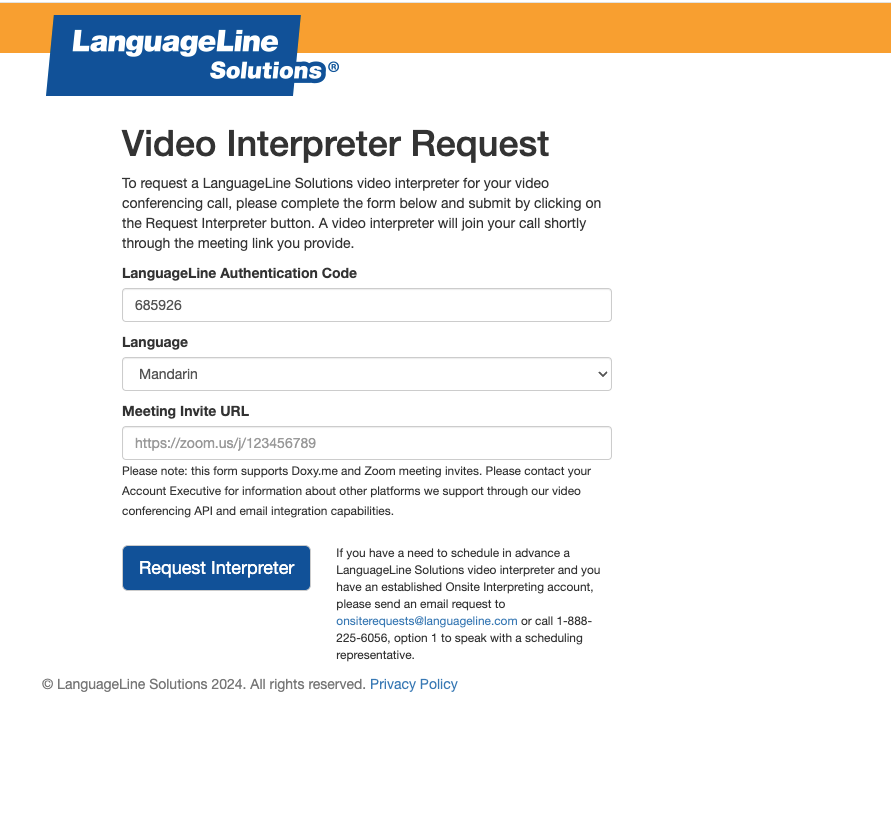 LanguageLine
Solutions®
Video Interpreter Request
To request a LanguageLine Solutions video interpreter for your video
conferencing call, please complete the form below and submit by clicking on
the Request Interpreter button. A video interpreter will join your call shortly
through the meeting link you provide.
LanguageLine Authentication Code
685926
Language
Mandarin
Meeting Invite URL
https://zoom.us/j/123456789
Please note: this form supports Doxy.me and Zoom meeting invites. Please contact your
Account Executive for information about other platforms we support through our video
conferencing API and email integration capabilities.
Request Interpreter
If you have a need to schedule in advance a
LanguageLine Solutions video interpreter and you
have an established Onsite Interpreting account,
please send an email request to
onsiterequests@languageline.com or call 1-888-
225-6056, option 1 to speak with a scheduling
representative.
© LanguageLine Solutions 2024. All rights reserved. Privacy Policy